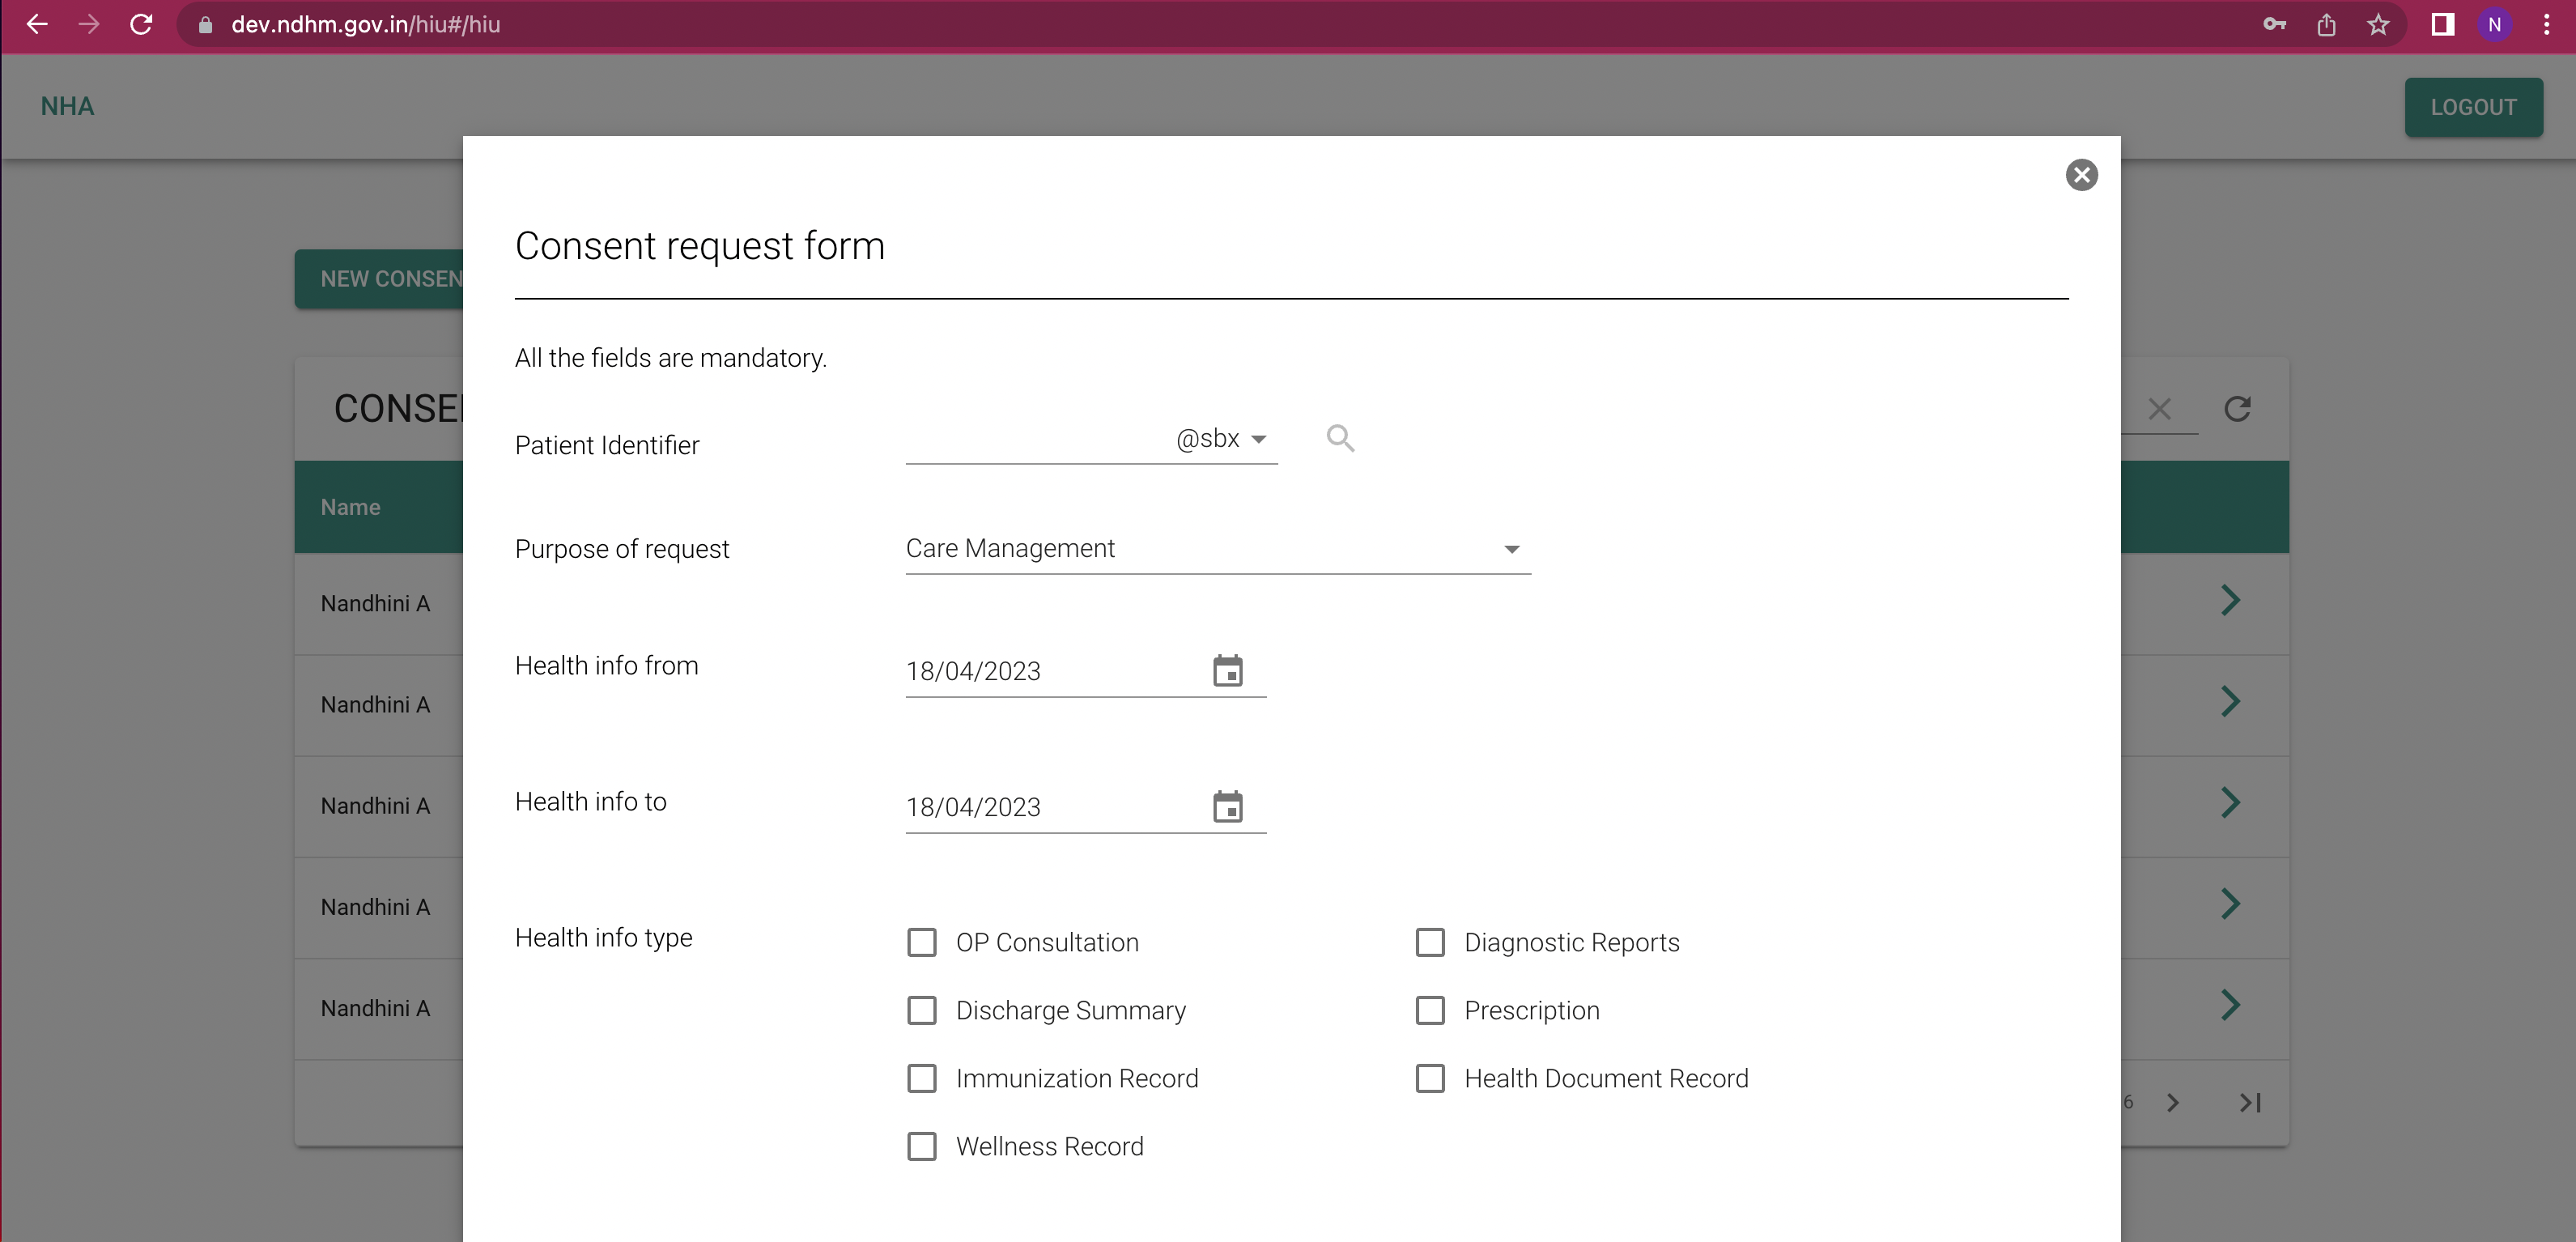 dev.ndhm.gov.in/hiu#/hiu
N
NHA
LOGOUT
NEW CONSEN
Consent request form
All the fields are mandatory.
CONSE
Patient Identifier @sbx
Name
Purpose of request Care Management
Nandhini A
Health info from 18/04/2023
Nandhini A
Health info to 18/04/2023
Nandhini A
Nandhini A
Health info type
OP Consultation Diagnostic Reports
Discharge Summary Prescription
Nandhini A
Immunization Record Health Document Record
6
Wellness Record